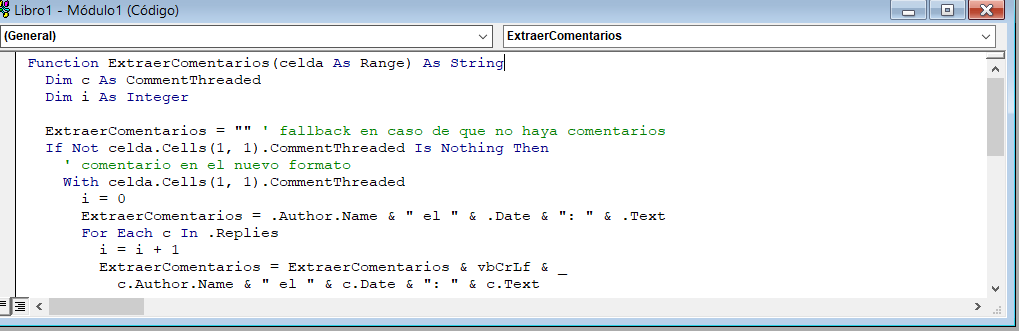 Libro1 - Módulo1 (Código)
(General)
ExtraerComentarios
Function ExtraerComentarios(celda As Range) As String
Dim c As CommentThreaded
Dim i As Integer
ExtraerComentarios = "" ' fallback en caso de que no haya comentarios
If Not celda.Cells(1, 1).CommentThreaded Is Nothing Then
' comentario en el nuevo formato
With celda.Cells(1, 1).CommentThreaded
i = 0
ExtraerComentarios = .Author.Name & " el " & .Date & ": " & .Text
For Each c In .Replies
i = i + 1
ExtraerComentarios = ExtraerComentarios & vbCrLf & _
c.Author.Name & " el " & c.Date & ": " & c.Text